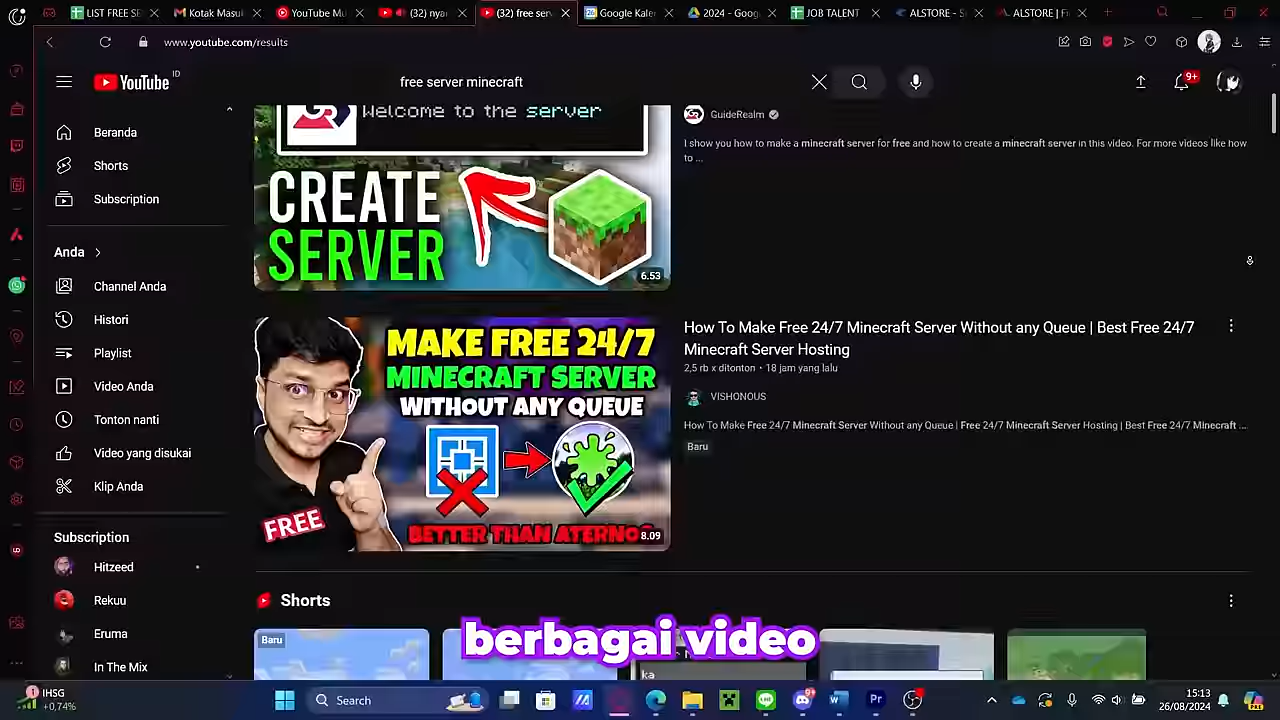 LIST FREE SER
Kotak Masu
YouTube Mu
(32) nyar
(32) free serv
Google Kaler
2024 - Goog
JOB TALENT
ALSTORE - S
ALSTORE | F
www.youtube.com/results
YouTube ID
free server minecraft
9+
Beranda
Shorts
Subscription
Anda
Channel Anda
Histori
Playlist
Video Anda
Tonton nanti
Video yang disukai
Klip Anda
Subscription
Hitzeed
Rekuu
Eruma
In The Mix
Welcome to the server
CREATE
SERVER
6.53
GuideRealm
I show you how to make a minecraft server for free and how to create a minecraft server in this video. For more videos like how
to ...
MAKE FREE 24/7
MINECRAFT SERVER
WITHOUT ANY QUEUE
FREE
BETTER THAN ATERNOS
8.09
How To Make Free 24/7 Minecraft Server Without any Queue | Best Free 24/7
Minecraft Server Hosting
2,5 rb x ditonton • 18 jam yang lalu
VISHONOUS
How To Make Free 24/7 Minecraft Server Without any Queue | Free 24/7 Minecraft Server Hosting | Best Free 24/7 Minecraft ...
Baru
Shorts
Baru
berbagai video
ka
1
IHSG
+0.74%
Search
15:13
26/08/2024